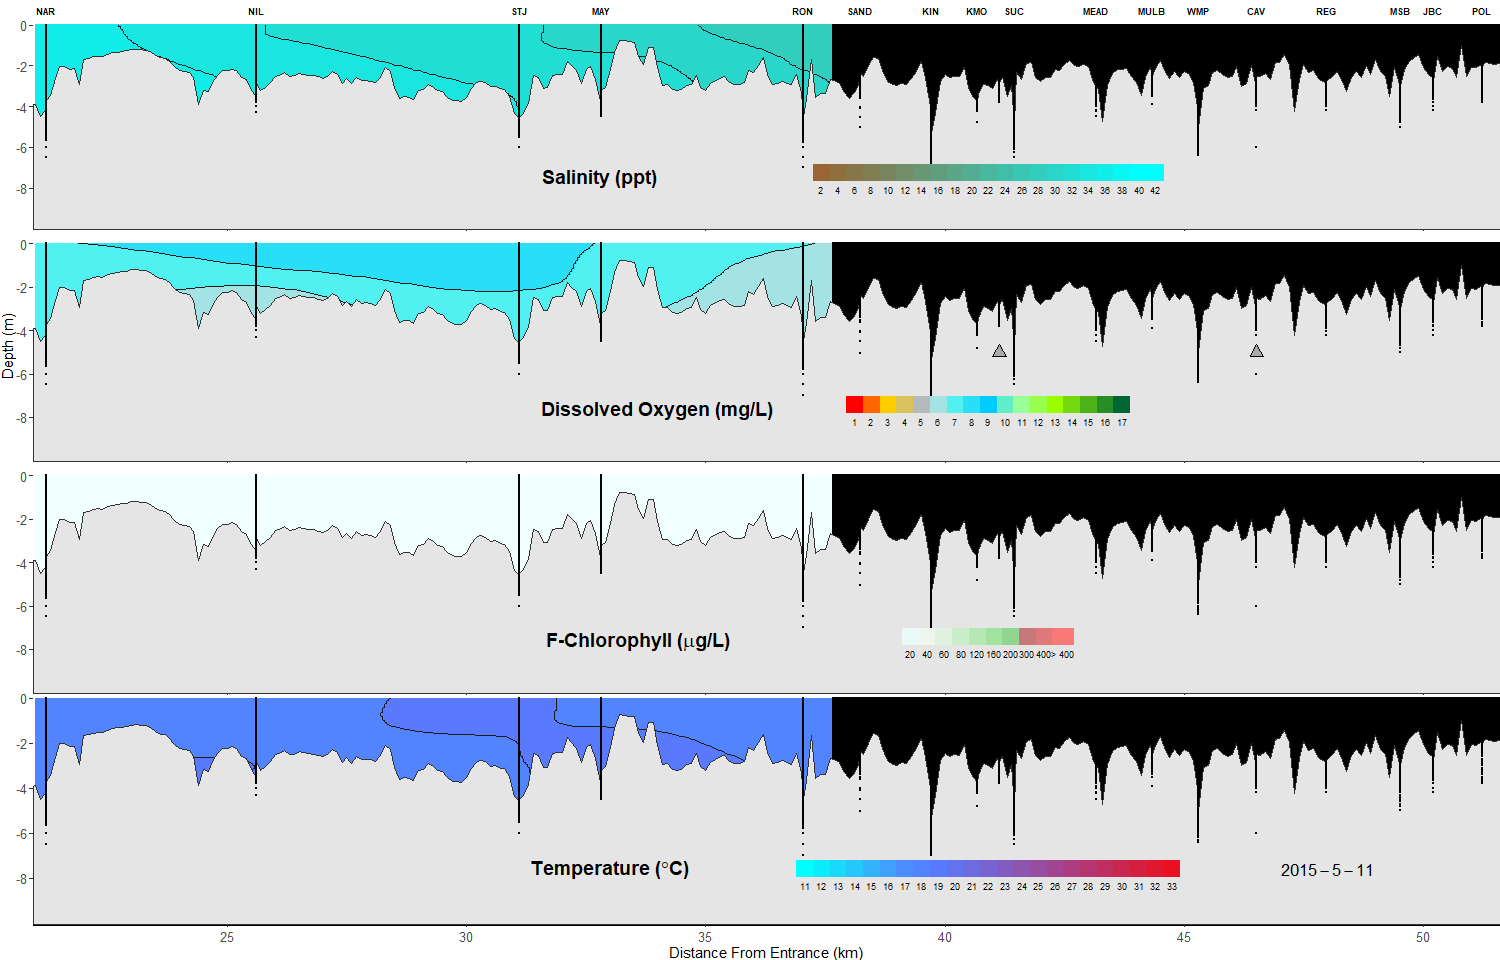 NAR NIL STJ MAY RON SAND KIN KMO SUC MEAD MULB WMP CAV REG MSB JBC POL
0
-2
-4
-6
-8
Salinity (ppt)
2 4 6 8 10 12 14 16 18 20 22 24 26 28 30 32 34 36 38 40 42
0
-2
-4
-6
-8
Depth (m)
Dissolved Oxygen (mg/L)
1 2 3 4 5 6 7 8 9 10 11 12 13 14 15 16 17
0
-2
-4
-6
-8
F-Chlorophyll (μg/L)
20 40 60 80 120 160 200 300 400> 400
0
-2
-4
-6
-8
Temperature (°C)
11 12 13 14 15 16 17 18 19 20 21 22 23 24 25 26 27 28 29 30 31 32 33
2015 – 5 – 11
25 30 35 40 45 50
Distance From Entrance (km)